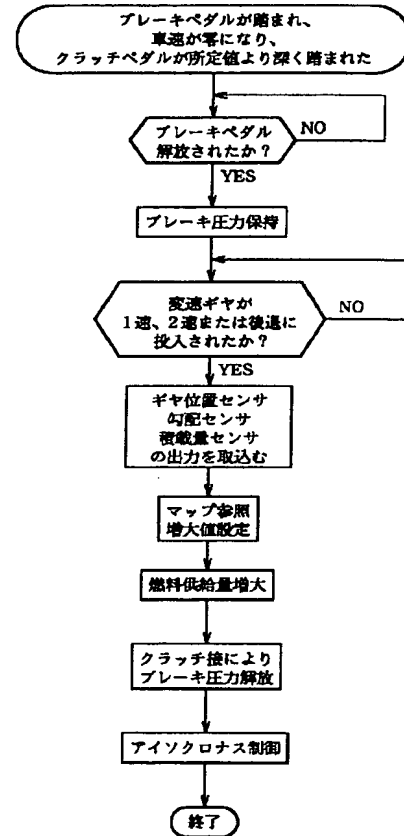 ブレーキペダルが踏まれ、
車速が零になり、
クラッチペダルが所定値より深く踏まれた
ブレーキペダル
解放されたか?
NO
YES
ブレーキ圧力保持
変速ギヤが
1速、2速または後退に
投入されたか?
NO
YES
ギヤ位置センサ
勾配センサ
積載量センサ
の出力を取込む
マップ参照
増大値設定
燃料供給量増大
クラッチ接により
ブレーキ圧力解放
アイソクロナス制御
終了